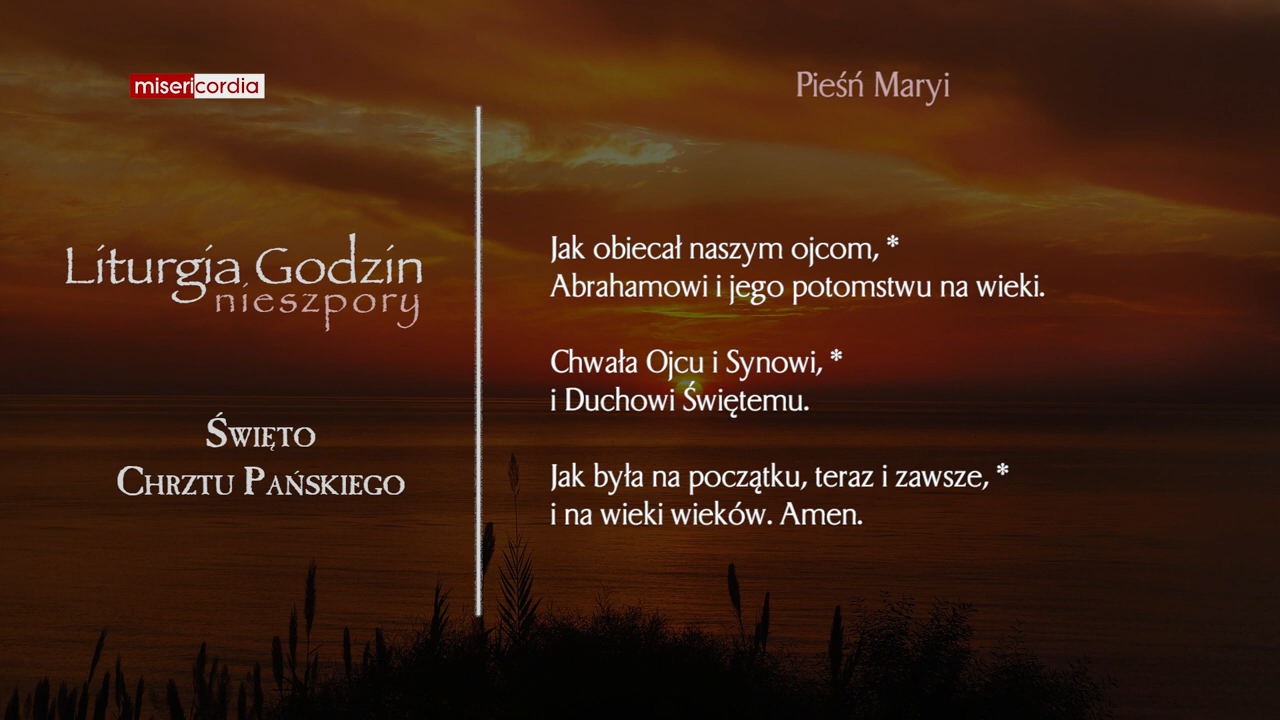 misericordia
Pieśń Maryi
Liturgia Godzin
nieszpory
Święto
Chrztu Pańskiego
Jak obiecał naszym ojcom, *
Abrahamowi i jego potomstwu na wieki.
Chwała Ojcu i Synowi, *
i Duchowi Świętemu.
Jak była na początku, teraz i zawsze, *
i na wieki wieków. Amen.